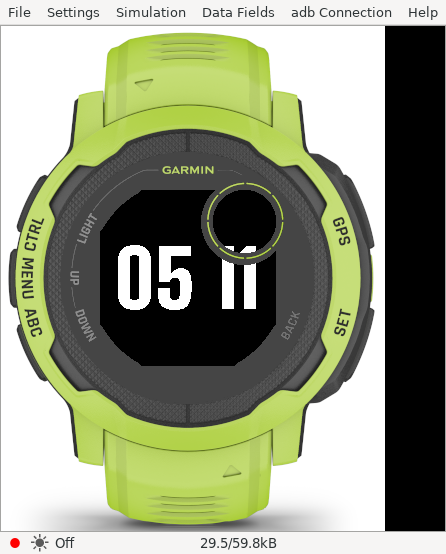 File Settings Simulation Data Fields adb Connection Help
GARMIN
LIGHT
CTRL
GPS
UP
MENU
05 11
DOWN
ABC
BACK
SET
Off 29.5/59.8kB